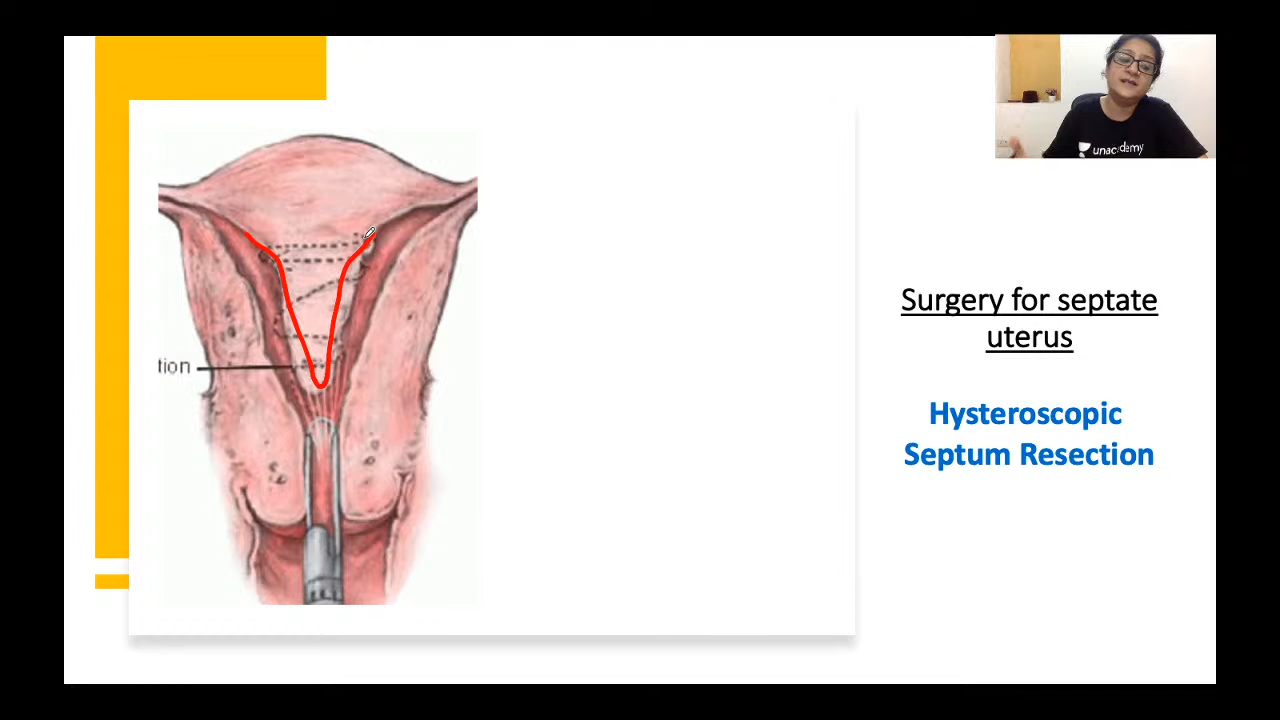 unacademy
tion
Surgery for septate
uterus
Hysteroscopic
Septum Resection